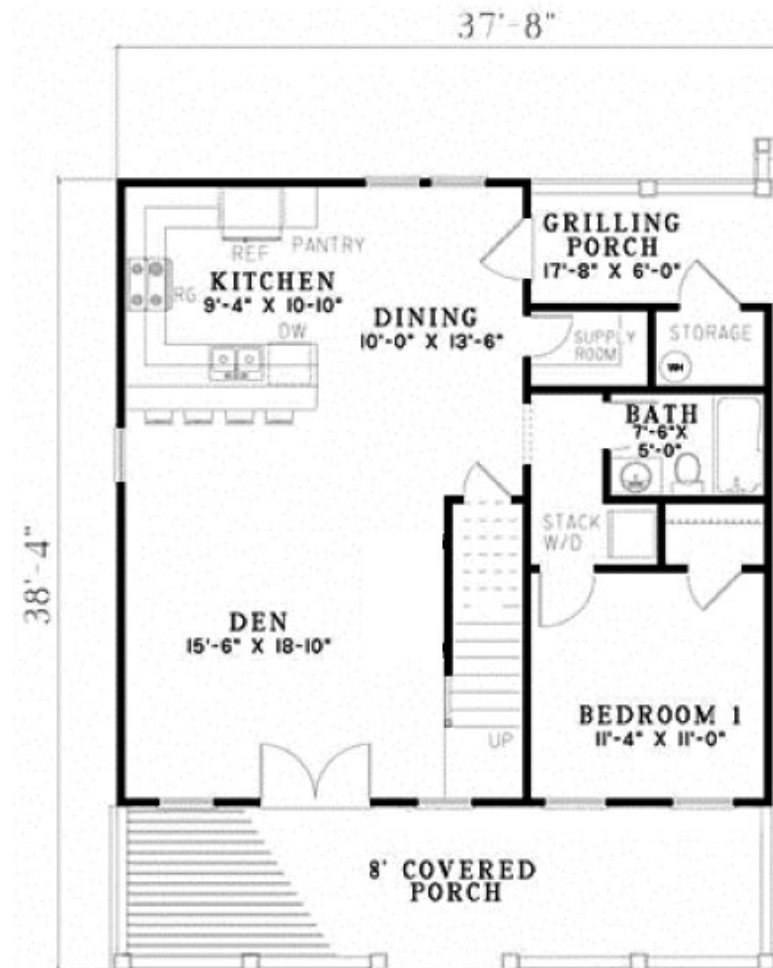 37'-8"
GRILLING
PORCH
17'-8" X 6'-0"
REF
PANTRY
KITCHEN
9'-4" X 10-10"
RG
DINING
10'-0" X 13'-6"
DW
SUPPLY
ROOM
STORAGE
WH
BATH
7'-6"X
5'-0"
STACK
W/D
38'-4"
DEN
15'-6" X 18-10"
UP
BEDROOM 1
11'-4" X 11'-0"
8' COVERED
PORCH